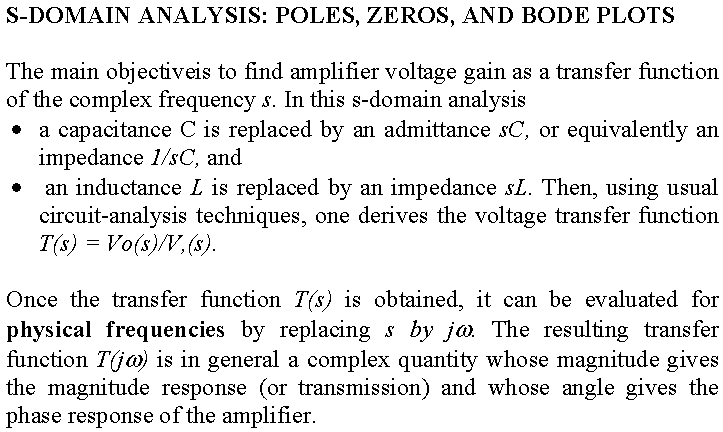 S-DOMAIN ANALYSIS: POLES, ZEROS, AND BODE PLOTS
The main objectiveis to find amplifier voltage gain as a transfer function
of the complex frequency s. In this s-domain analysis
• a capacitance C is replaced by an admittance sC, or equivalently an
impedance 1/sC, and
• an inductance L is replaced by an impedance sL. Then, using usual
circuit-analysis techniques, one derives the voltage transfer function
T(s) = Vo(s)/V,(s).
Once the transfer function T(s) is obtained, it can be evaluated for
physical frequencies by replacing s by jω. The resulting transfer
function T(jω) is in general a complex quantity whose magnitude gives
the magnitude response (or transmission) and whose angle gives the
phase response of the amplifier.